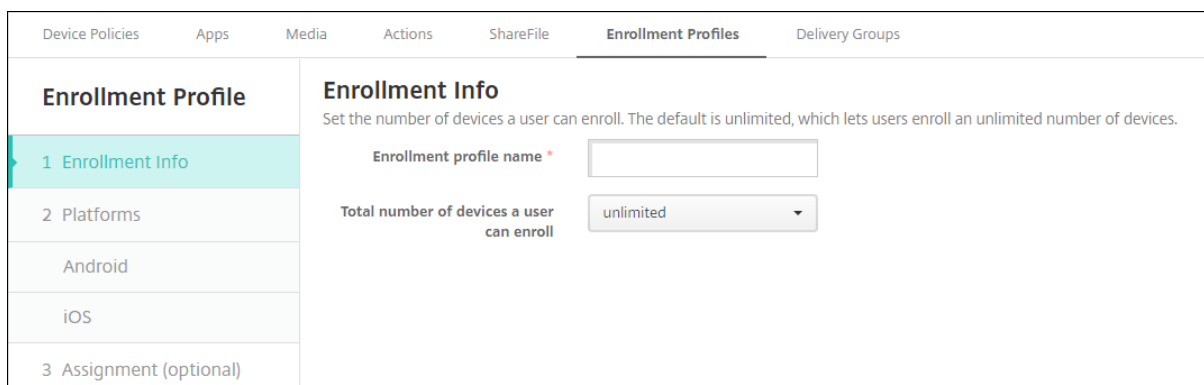 Device Policies Apps Media Actions ShareFile Enrollment Profiles Delivery Groups
Enrollment Profile
1 Enrollment Info
2 Platforms
Android
iOS
3 Assignment (optional)
Enrollment Info
Set the number of devices a user can enroll. The default is unlimited, which lets users enroll an unlimited number of devices.
Enrollment profile name *
Total number of devices a user
can enroll
unlimited